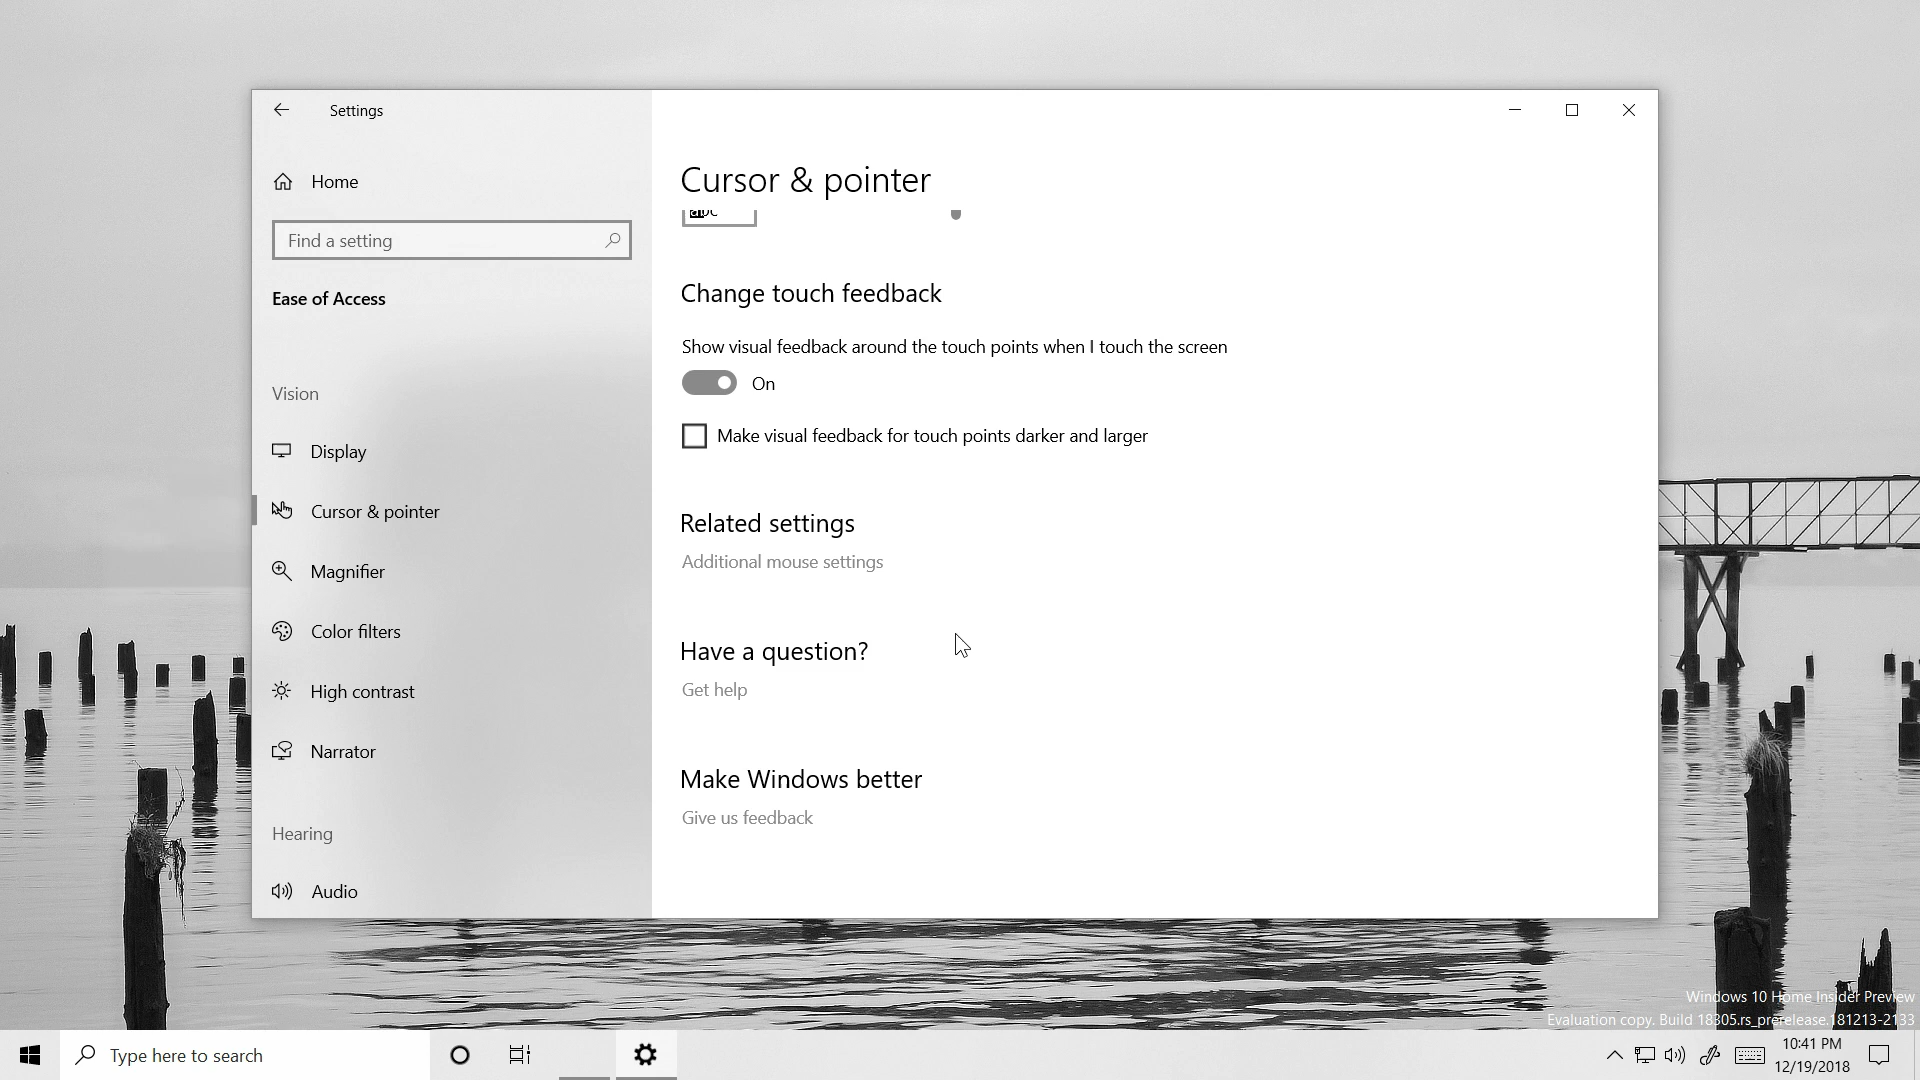 Settings
Home
Find a setting
Ease of Access
Vision
Display
Cursor & pointer
Magnifier
Color filters
High contrast
Narrator
Hearing
Audio
Cursor & pointer
abc
Change touch feedback
Show visual feedback around the touch points when I touch the screen
On
Make visual feedback for touch points darker and larger
Related settings
Additional mouse settings
Have a question?
Get help
Make Windows better
Give us feedback
Windows 10 Home Insider Preview
Evaluation copy. Build 18305.rs_prerelease.181213-2133
Type here to search
10:41 PM
12/19/2018